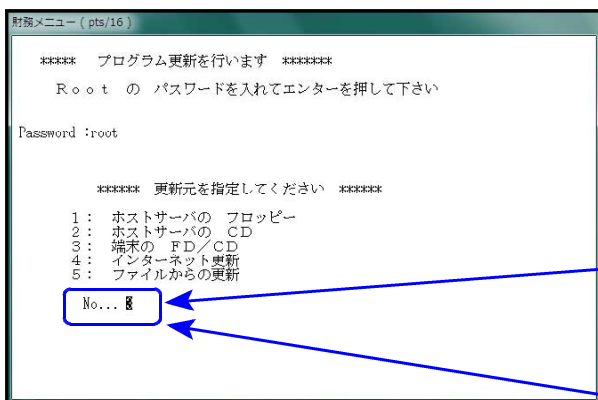 財務メニュー ( pts/16 )
***** プログラム更新を行います *******
Root の パスワードを入れてエンターを押して下さい
Password :root
****** 更新元を指定してください ******
1: ホストサーバの フロッピー
2: ホストサーバの CD
3: 端末の FD/CD
4: インターネット更新
5: ファイルからの更新
No...